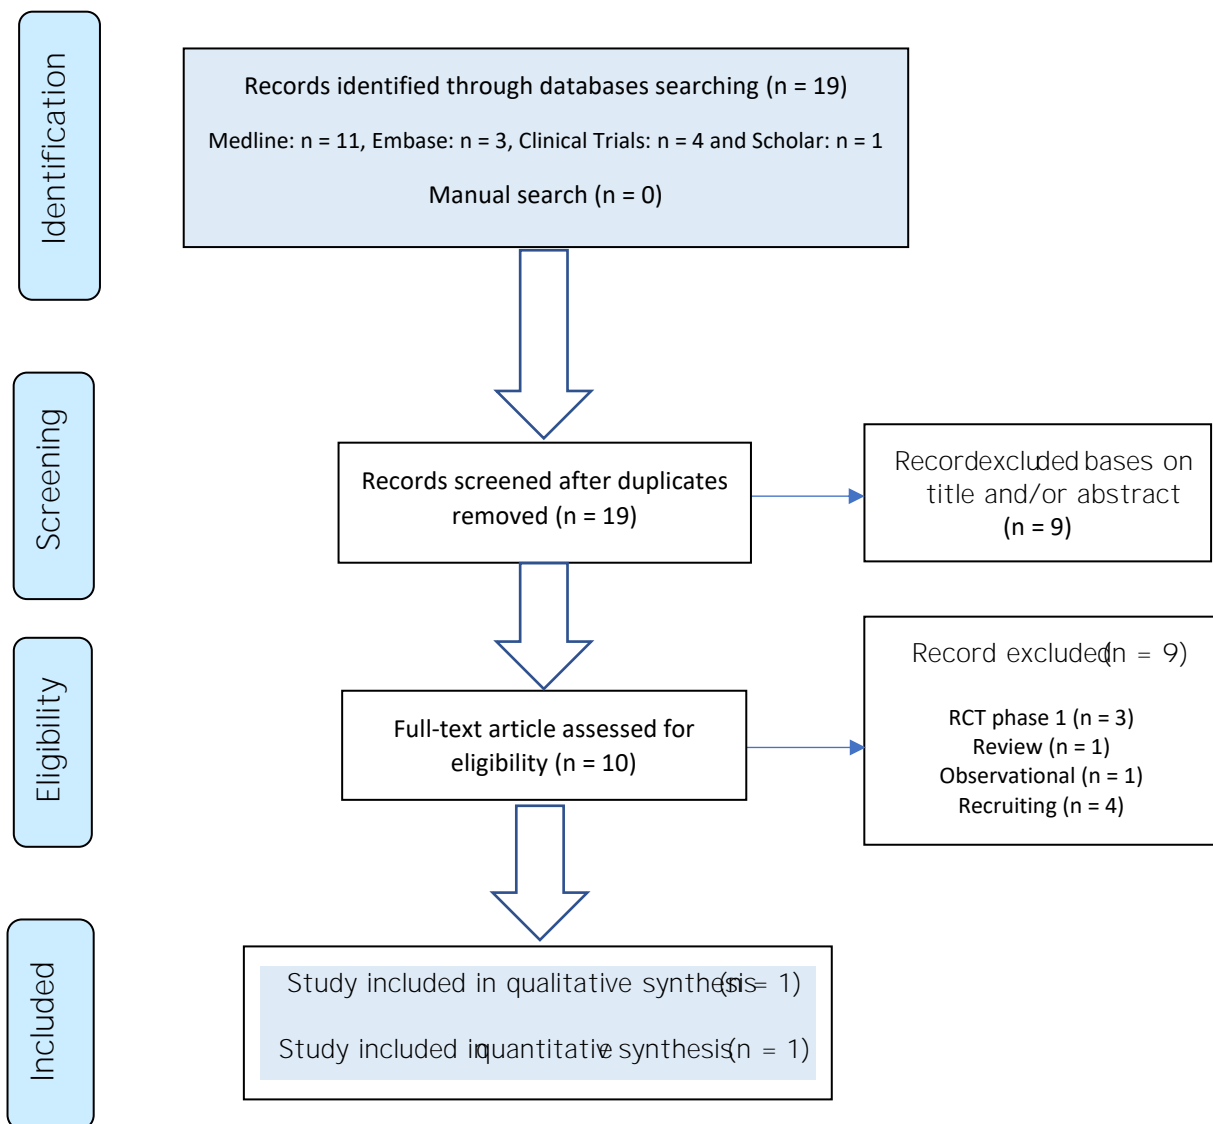 Identification
Records identified through databases searching (n = 19)
Medline: n = 11, Embase: n = 3, Clinical Trials: n = 4 and Scholar: n = 1
Manual search (n = 0)
Screening
Records screened after duplicates
removed (n = 19)
Recordexcluded bases on
title and/or abstract
(n = 9)
Eligibility
Full-text article assessed for
eligibility (n = 10)
Record excluded(n = 9)
RCT phase 1 (n = 3)
Review (n = 1)
Observational (n = 1)
Recruiting (n = 4)
Included
Study included in qualitative synthesis(n = 1)
Study included in quantitative synthesis(n = 1)